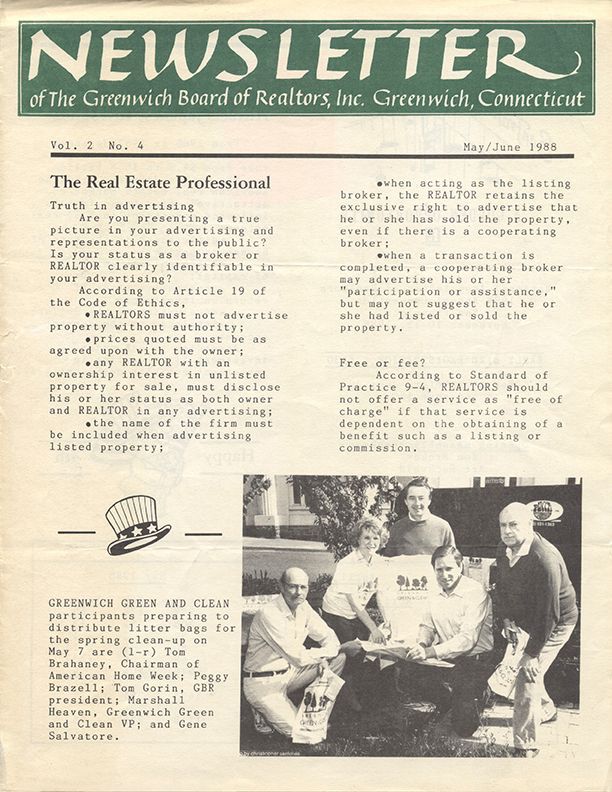 NEWSLETTER
of The Greenwich Board of Realtors, Inc. Greenwich, Connecticut
Vol. 2 No. 4
May/June 1988
The Real Estate Professional
Truth in advertising
Are you presenting a true
picture in your advertising and
representations to the public?
Is your status as a broker or
REALTOR clearly identifiable in
your advertising?
According to Article 19 of
the Code of Ethics,
•REALTORS must not advertise
property without authority;
•prices quoted must be as
agreed upon with the owner;
•any REALTOR with an
ownership interest in unlisted
property for sale, must disclose
his or her status as both owner
and REALTOR in any advertising;
•the name of the firm must
be included when advertising
listed property;
•when acting as the listing
broker, the REALTOR retains the
exclusive right to advertise that
he or she has sold the property,
even if there is a cooperating
broker;
•when a transaction is
completed, a cooperating broker
may advertise his or her
"participation or assistance,"
but may not suggest that he or
she had listed or sold the
property.
Free or fee?
According to Standard of
Practice 9-4, REALTORS should
not offer a service as "free of
charge" if that service is
dependent on the obtaining of a
benefit such as a listing or
commission.
GREENWICH GREEN AND CLEAN
participants preparing to
distribute litter bags for
the spring clean-up on
May 7 are (l-r) Tom
Brahaney, Chairman of
American Home Week; Peggy
Brazell; Tom Gorin, GBR
president; Marshall
Heaven, Greenwich Green
and Clean VP; and Gene
Salvatore.
GREEN & CLEAN
by christopher